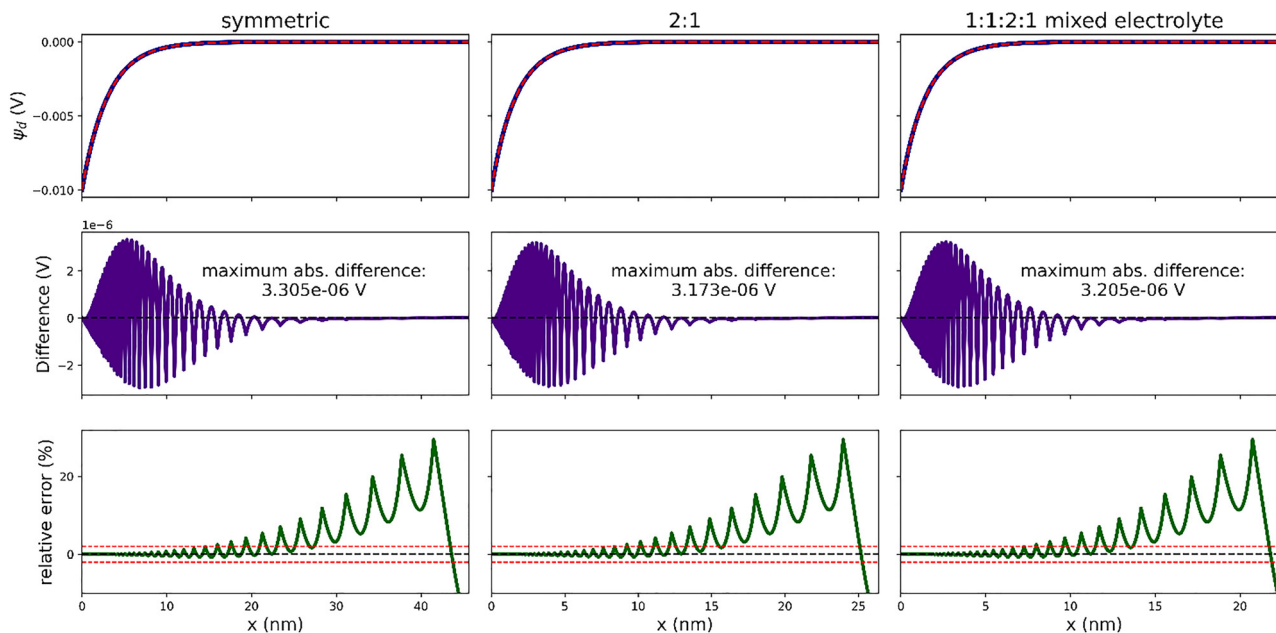 symmetric
2:1
1:1:2:1 mixed electrolyte
0.000
−0.005
−0.010
ψd (V)
1e−6
2
0
−2
Difference (V)
maximum abs. difference:
3.305e-06 V
maximum abs. difference:
3.173e-06 V
maximum abs. difference:
3.205e-06 V
20
0
relative error (%)
0 10 20 30 40
0 5 10 15 20 25
0 5 10 15 20
x (nm)
x (nm)
x (nm)